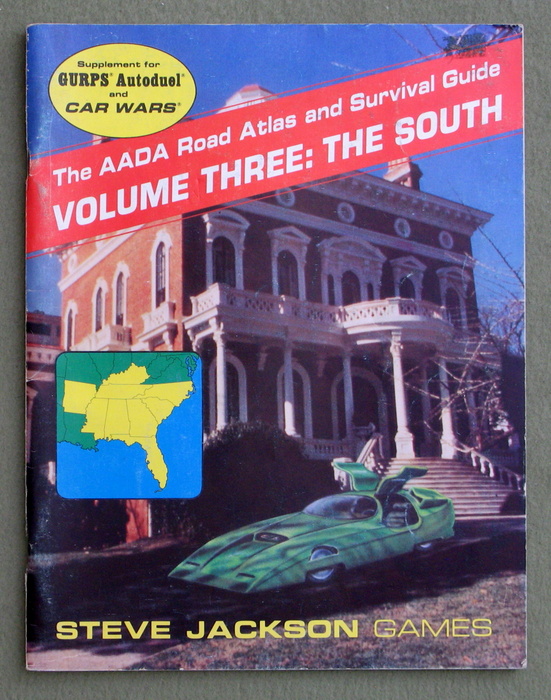 Supplement for
GURPS® Autoduel®
and
CAR WARS®
The AADA Road Atlas and Survival Guide
VOLUME THREE: THE SOUTH
STEVE JACKSON GAMES